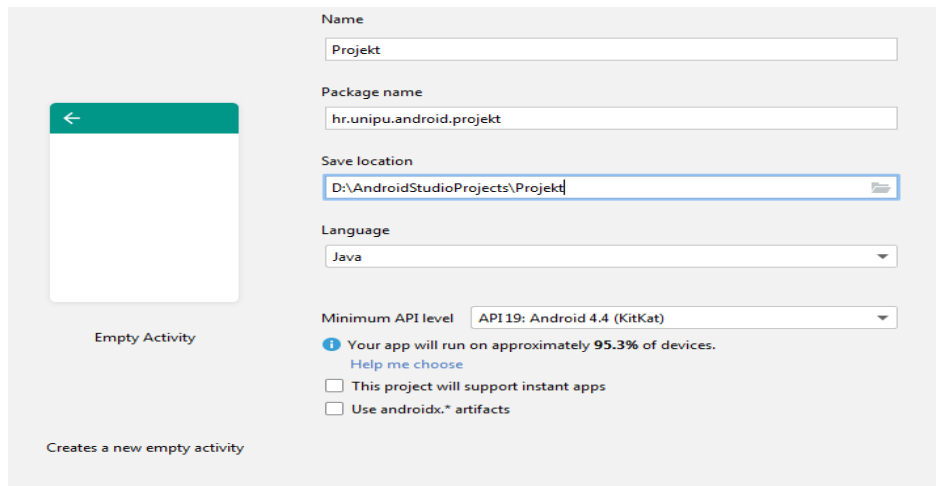 Name
Projekt
Package name
hr.unipu.android.projekt
Save location
D:\AndroidStudioProjects\Projekt
Language
Java
Minimum API level API 19: Android 4.4 (KitKat)
Your app will run on approximately 95.3% of devices.
Help me choose
This project will support instant apps
Use androidx.* artifacts
Empty Activity
Creates a new empty activity